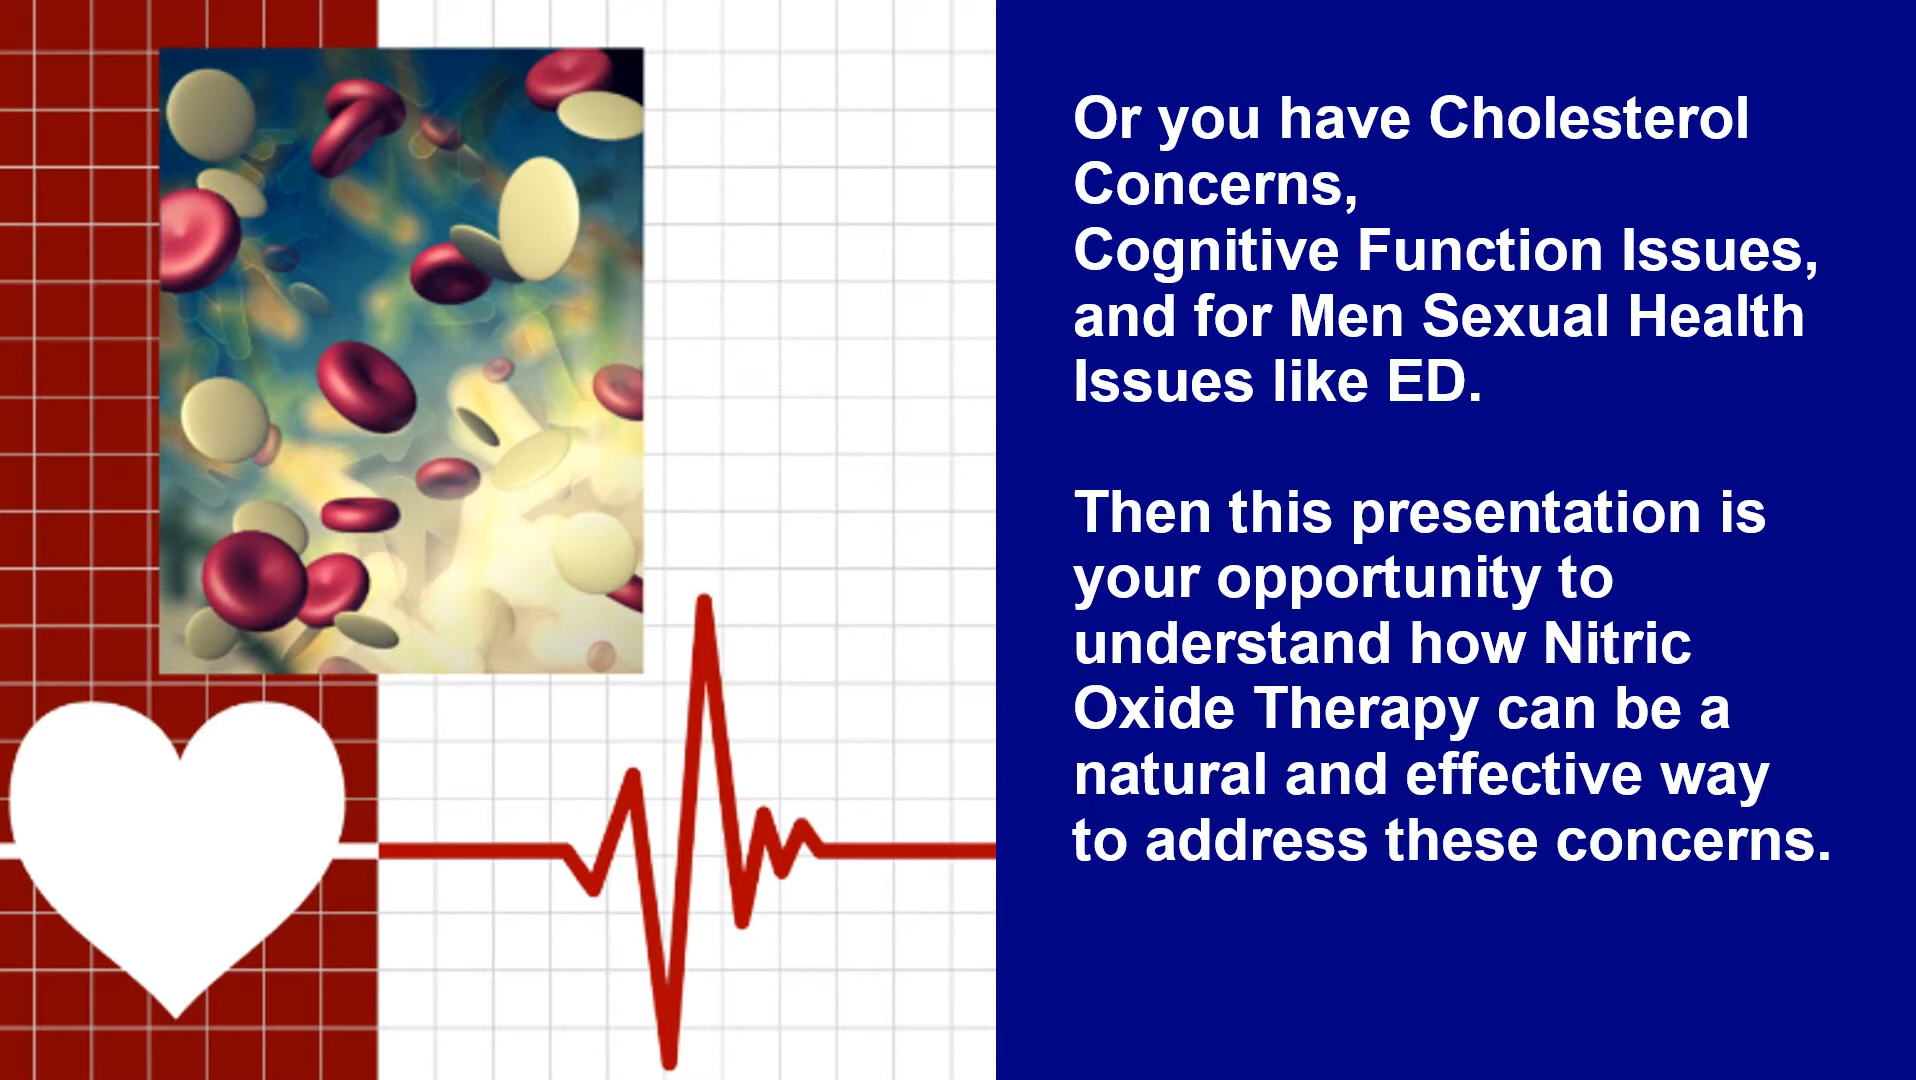 Or you have Cholesterol
Concerns,
Cognitive Function Issues,
and for Men Sexual Health
Issues like ED.
Then this presentation is
your opportunity to
understand how Nitric
Oxide Therapy can be a
natural and effective way
to address these concerns.